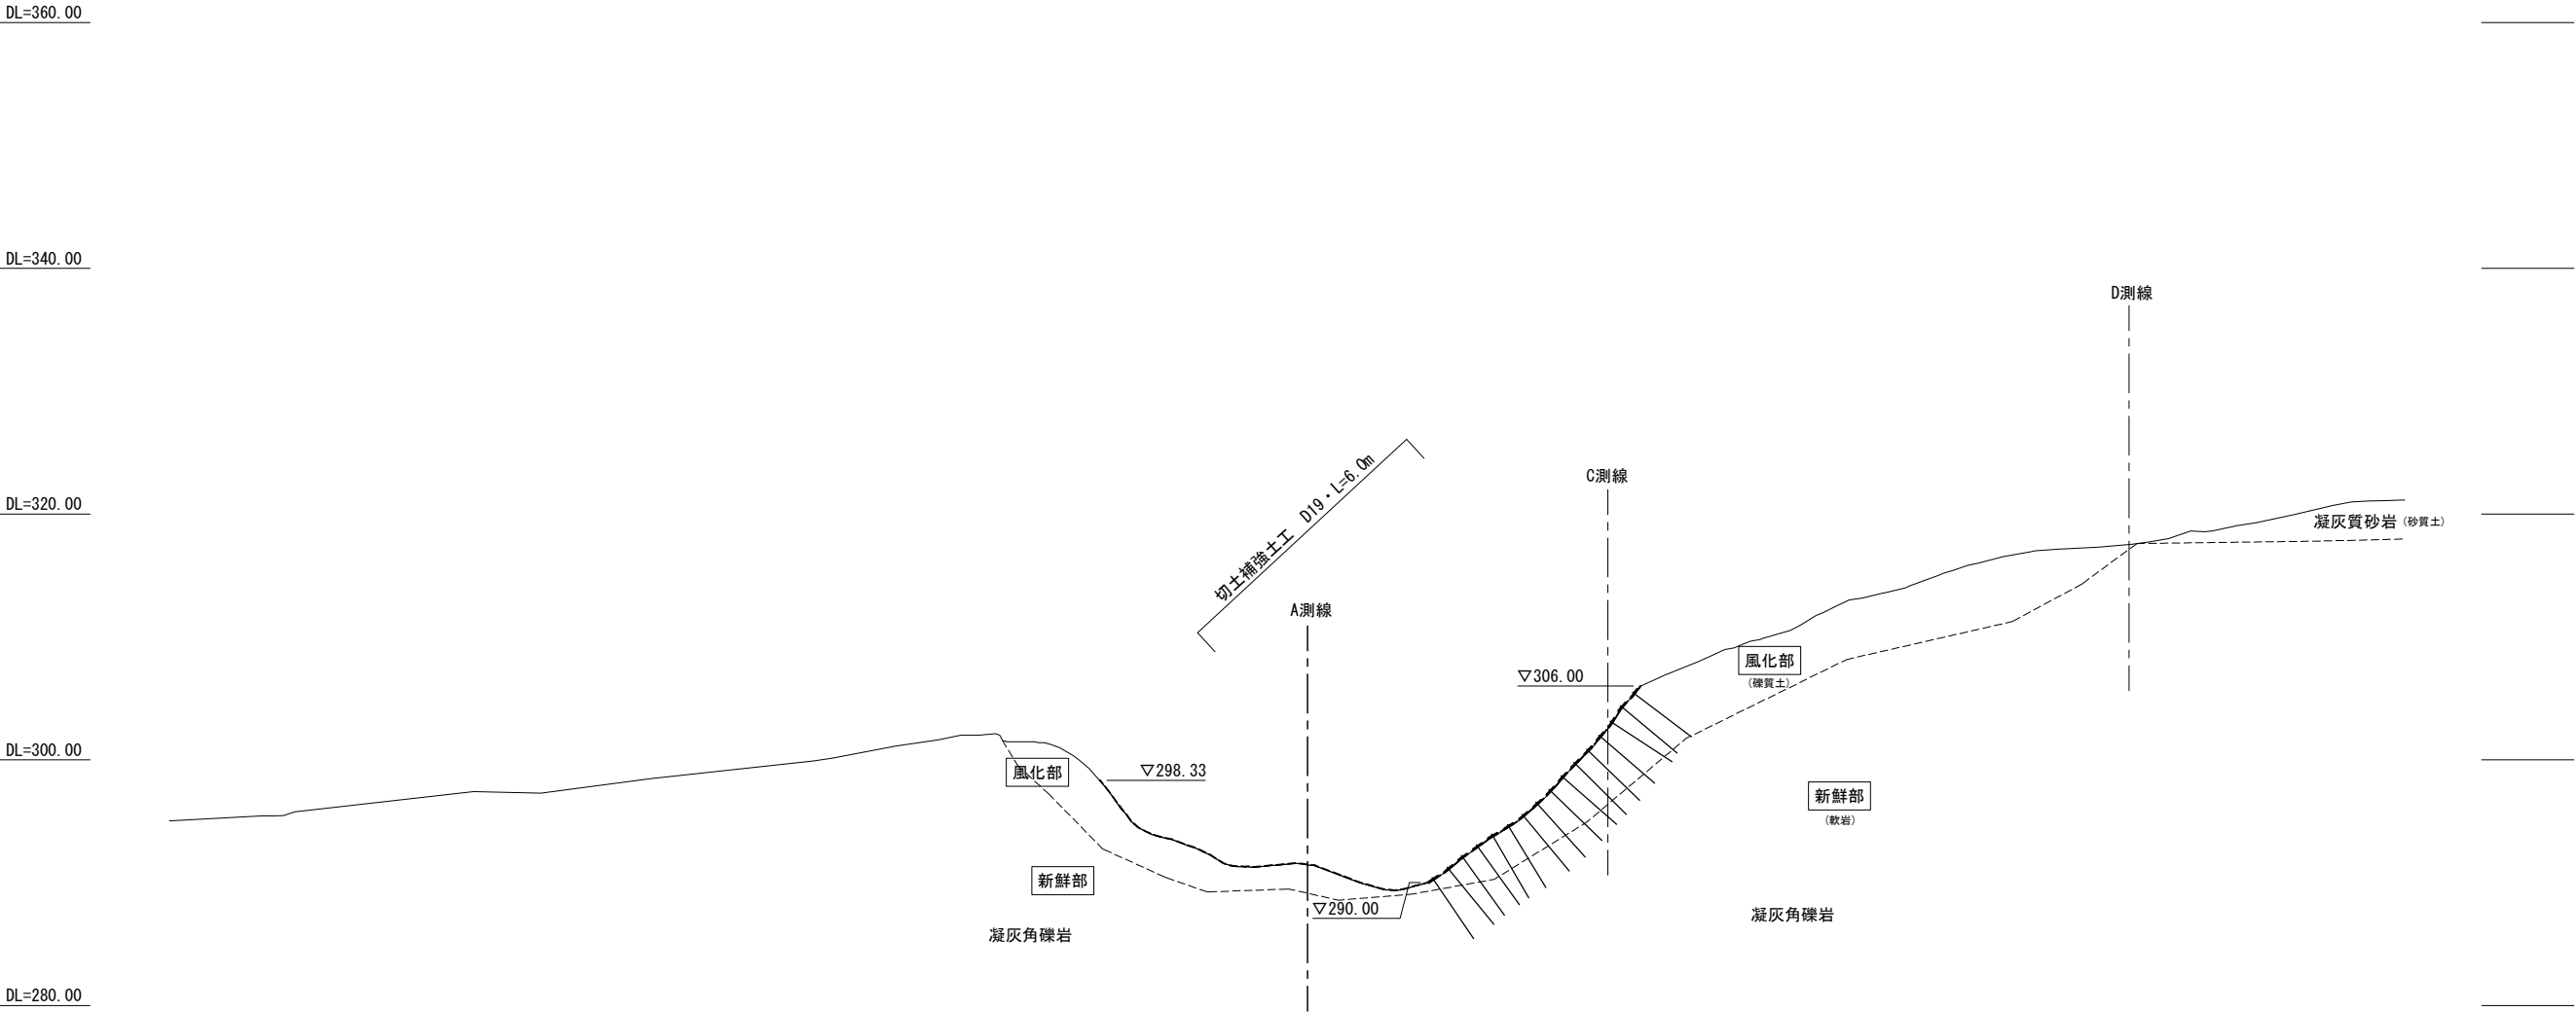 DL=360.00
DL=340.00
D測線
C測線
切土補強土工 D19・L=6.0m
DL=320.00
凝灰質砂岩 (砂質土)
A測線
風化部
(礫質土)
▽306.00
DL=300.00
風化部
▽298.33
新鮮部
(軟岩)
新鮮部
▽290.00
凝灰角礫岩
凝灰角礫岩
DL=280.00